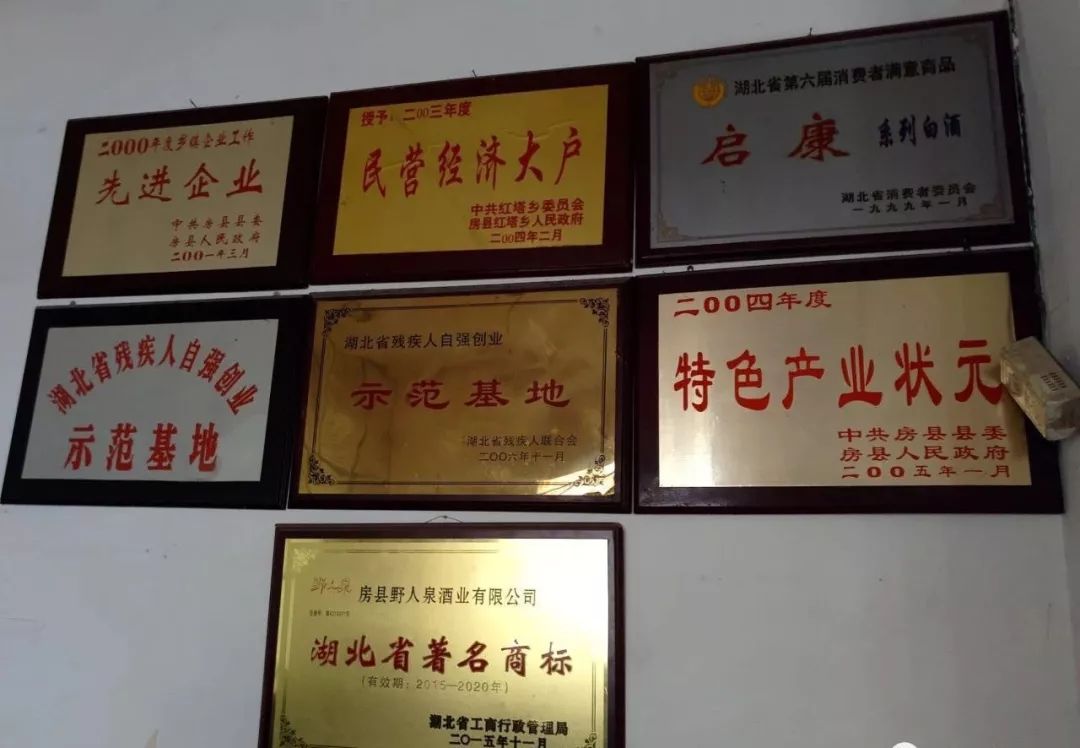 二000年度乡镇企业工作
先进企业
中共房县县委
房县人民政府
二00一年三月
授予：二00三年度
民营经济大户
中共红塔乡委员会
房县红塔乡人民政府
二00四年二月
湖北省第六届消费者满意商品
启康 系列白酒
湖北省消费者委员会
一九九九年一月
湖北省残疾人自强创业
示范基地
湖北省残疾人自强创业
示范基地
湖北省残疾人联合会
二〇〇六年十一月
二00四年度
特色产业状元
中共房县县委
房县人民政府
二00五年一月
野人泉 房县野人泉酒业有限公司
湖北省著名商标
(有效期：2015—2020年)
湖北省工商行政管理局
二〇一五年十一月